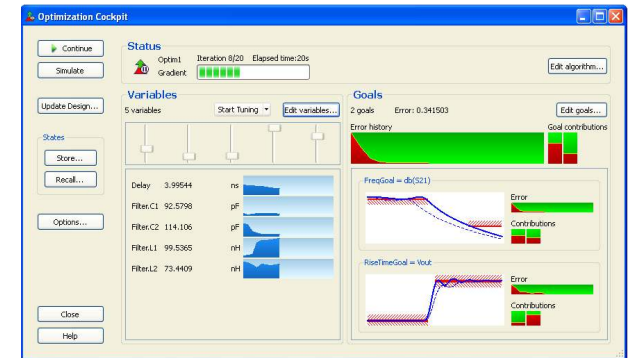 Optimization Cockpit
Continue
Simulate
Update Design...
States
Store...
Recall...
Options...
Close
Help
Status
Optim1 Iteration 8/20 Elapsed time:20s
Gradient
Edit algorithm...
Variables
5 variables Start Tuning Edit variables...
Delay 3.99544 ns
Filter.C1 92.5798 pF
Filter.C2 114.106 pF
Filter.L1 99.5365 nH
Filter.L2 73.4409 nH
Goals
2 goals Error: 0.341503 Edit goals...
Error history Goal contributions
FreqGoal = db(S21)
Error
Contributions
RiseTimeGoal = Vout
Error
Contributions